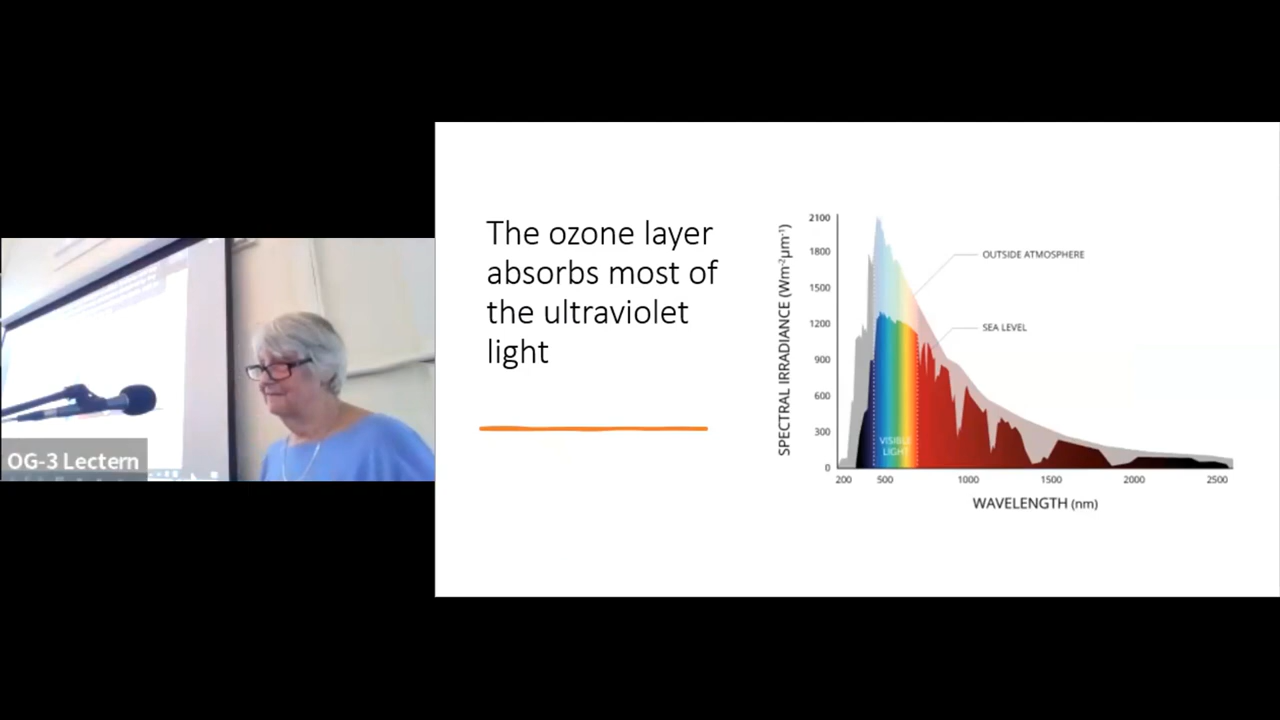 The ozone layer
absorbs most of
the ultraviolet
light
OG-3 Lectern
SPECTRAL IRRADIANCE (Wm⁻²µm⁻¹)
2100
1800
1500
1200
900
600
300
0
OUTSIDE ATMOSPHERE
SEA LEVEL
VISIBLE
LIGHT
200 500 1000 1500 2000 2500
WAVELENGTH (nm)